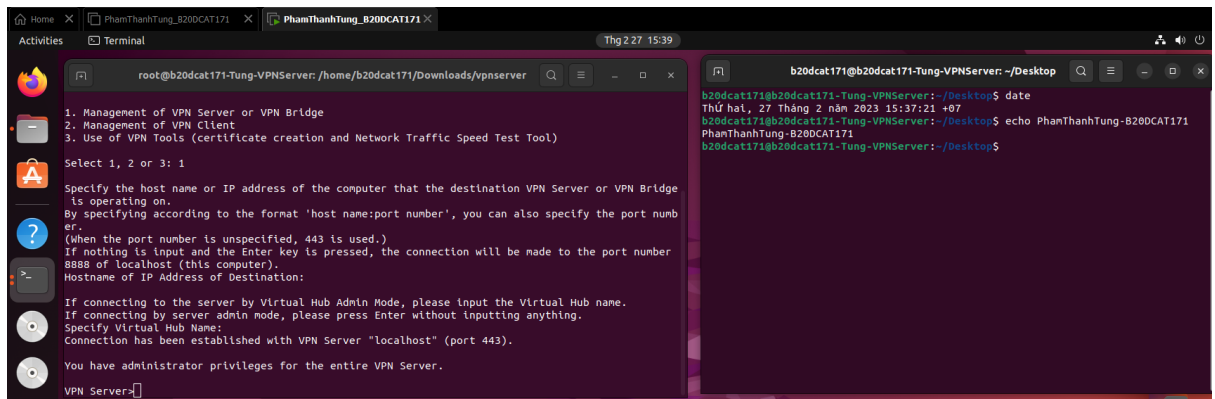 Home
PhamThanhTung_B20DCAT171
PhamThanhTung_B20DCAT171
Activities
Terminal
Thg 2 27 15:39
root@b20dcat171-Tung-VPNServer: /home/b20dcat171/Downloads/vpnserver
1. Management of VPN Server or VPN Bridge
2. Management of VPN Client
3. Use of VPN Tools (certificate creation and Network Traffic Speed Test Tool)
Select 1, 2 or 3: 1
Specify the host name or IP address of the computer that the destination VPN Server or VPN Bridge
is operating on.
By specifying according to the format 'host name:port number', you can also specify the port numb
er.
(When the port number is unspecified, 443 is used.)
If nothing is input and the Enter key is pressed, the connection will be made to the port number
8888 of localhost (this computer).
Hostname of IP Address of Destination:
If connecting to the server by Virtual Hub Admin Mode, please input the Virtual Hub name.
If connecting by server admin mode, please press Enter without inputting anything.
Specify Virtual Hub Name:
Connection has been established with VPN Server "localhost" (port 443).
You have administrator privileges for the entire VPN Server.
VPN Server>
b20dcat171@b20dcat171-Tung-VPNServer: ~/Desktop
b20dcat171@b20dcat171-Tung-VPNServer:~/Desktop$ date
Thứ hai, 27 Tháng 2 năm 2023 15:37:21 +07
b20dcat171@b20dcat171-Tung-VPNServer:~/Desktop$ echo PhamThanhTung-B20DCAT171
PhamThanhTung-B20DCAT171
b20dcat171@b20dcat171-Tung-VPNServer:~/Desktop$